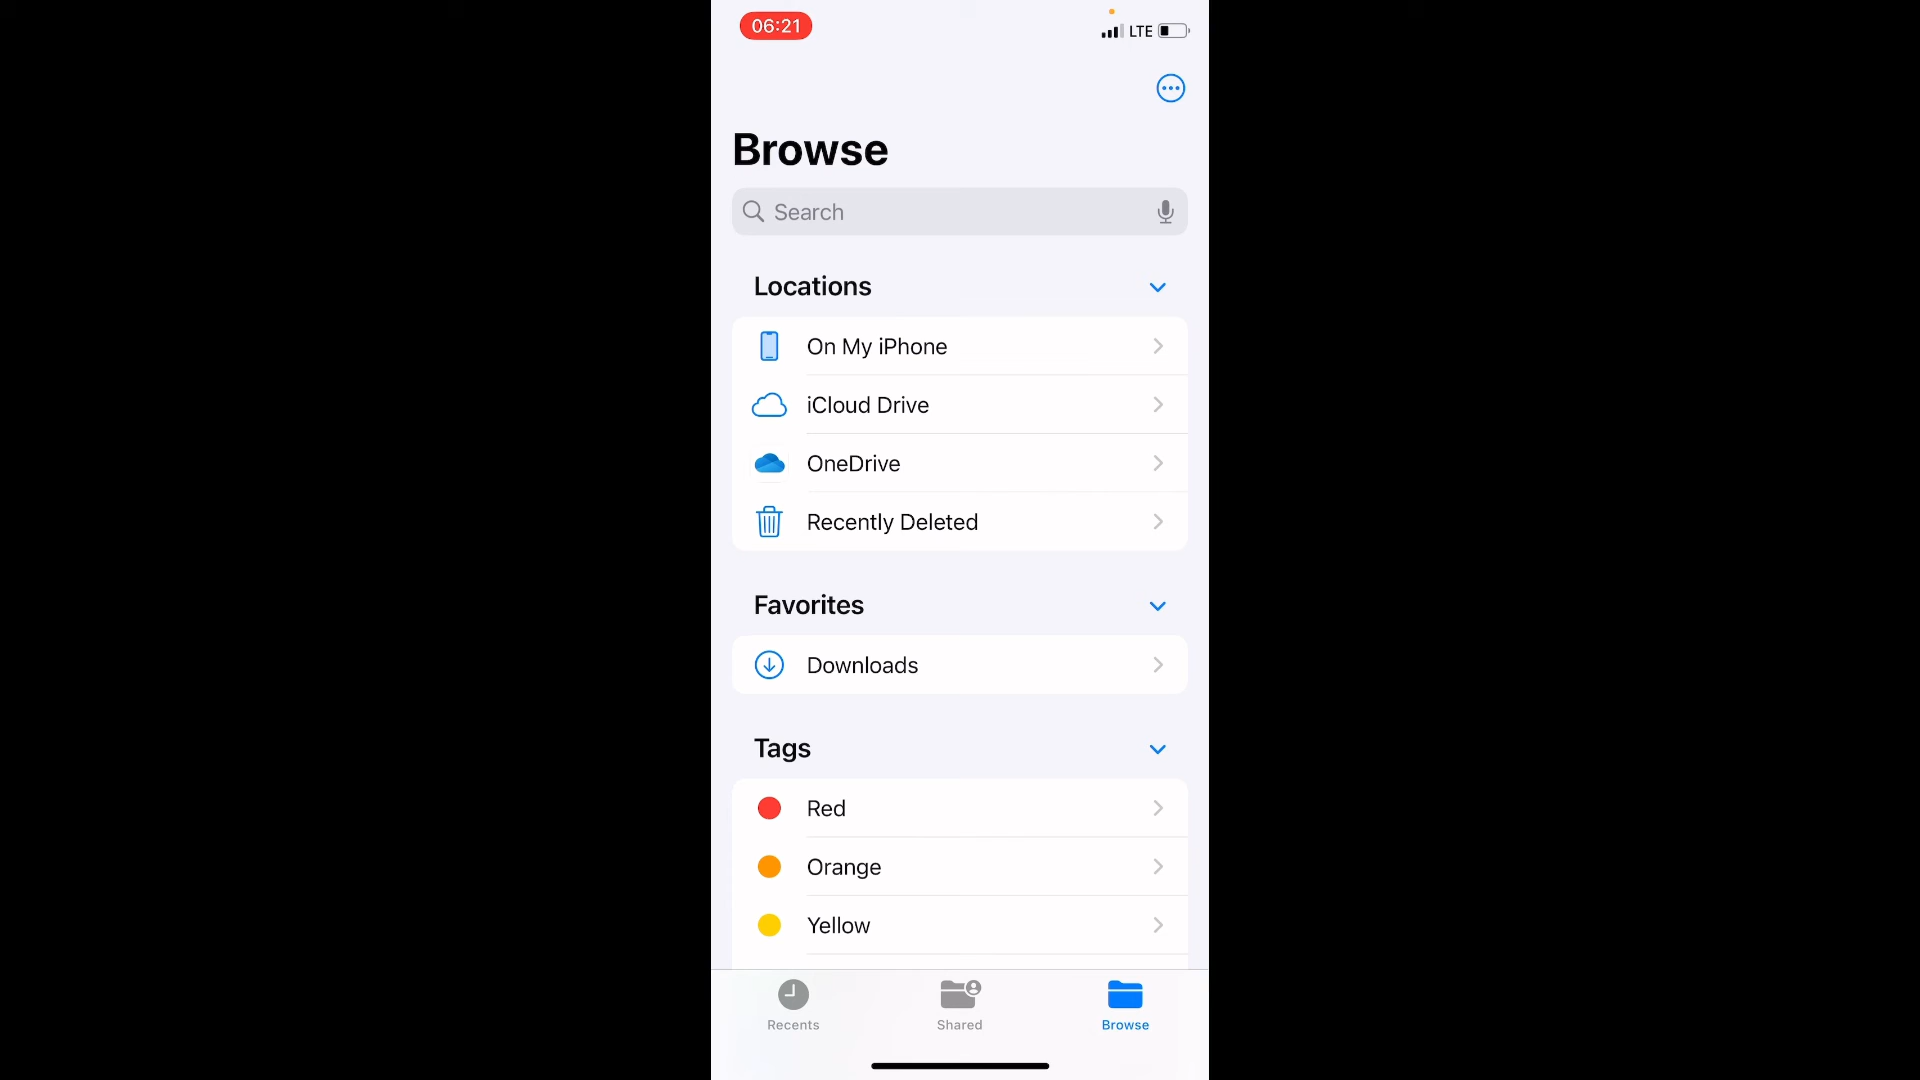 06:21
LTE
Browse
Search
Locations
On My iPhone
iCloud Drive
OneDrive
Recently Deleted
Favorites
Downloads
Tags
Red
Orange
Yellow
Recents
Shared
Browse